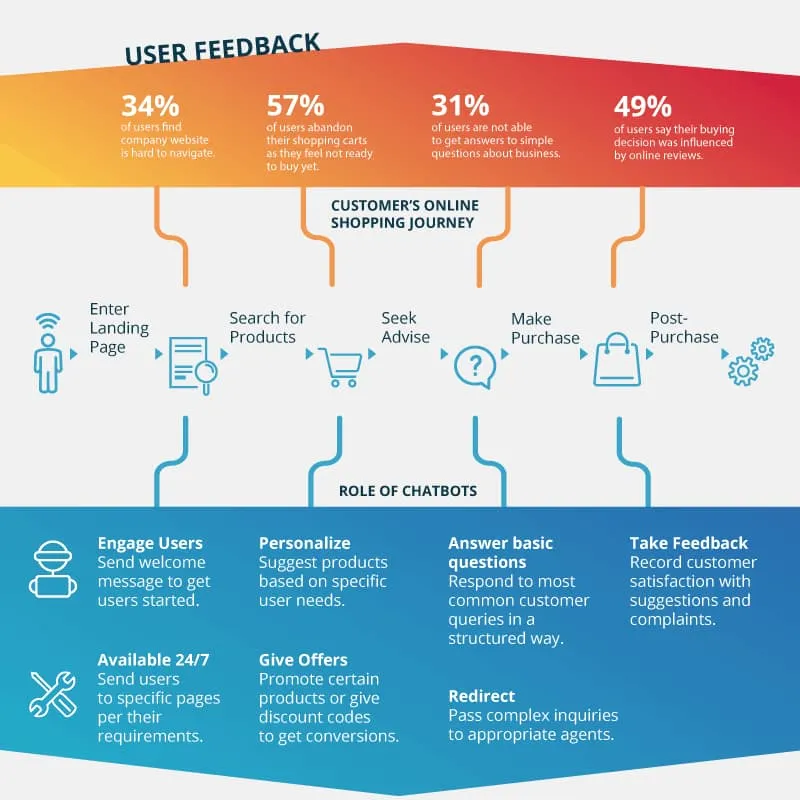 USER FEEDBACK
34%
of users find
company website
is hard to navigate.
57%
of users abandon
their shopping carts
as they feel not ready
to buy yet.
31%
of users are not able
to get answers to simple
questions about business.
49%
of users say their buying
decision was influenced
by online reviews.
CUSTOMER'S ONLINE
SHOPPING JOURNEY
Enter
Landing
Page
Search for
Products
Seek
Advise
?
Make
Purchase
Post-
Purchase
ROLE OF CHATBOTS
Engage Users
Send welcome
message to get
users started.
Personalize
Suggest products
based on specific
user needs.
Answer basic
questions
Respond to most
common customer
queries in a
structured way.
Take Feedback
Record customer
satisfaction with
suggestions and
complaints.
Available 24/7
Send users
to specific pages
per their
requirements.
Give Offers
Promote certain
products or give
discount codes
to get conversions.
Redirect
Pass complex inquiries
to appropriate agents.